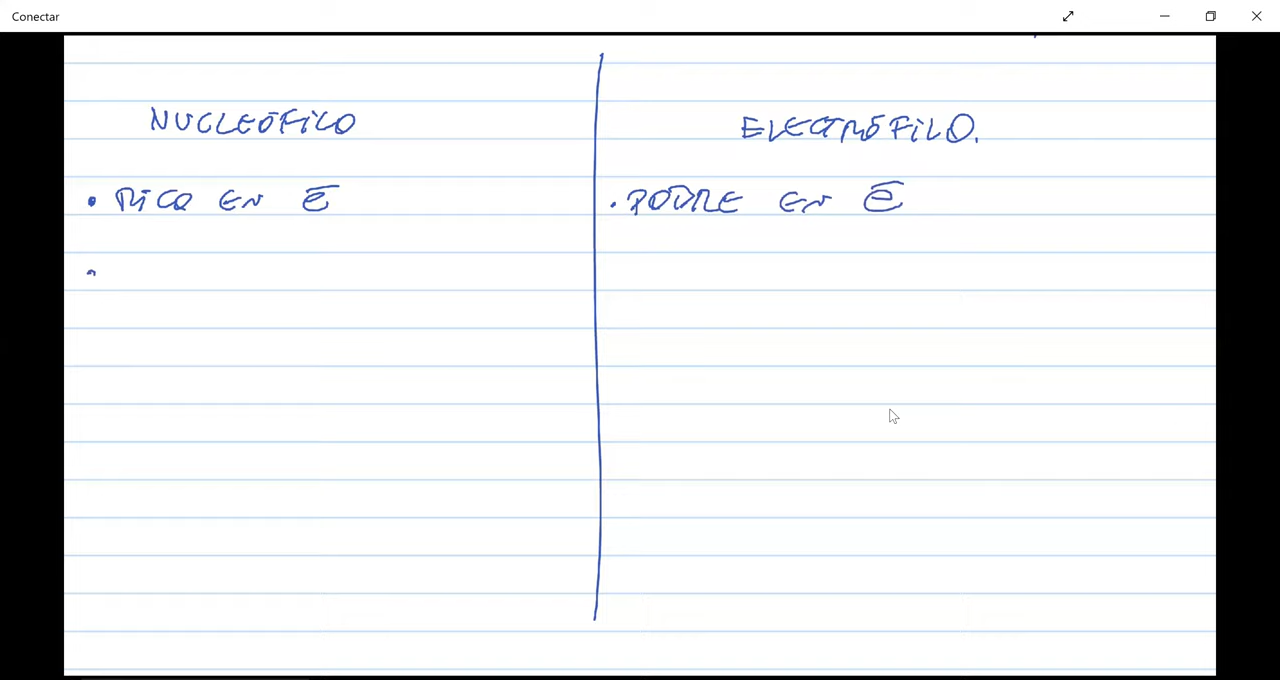 Conectar
NUCLEÓFILO
ELECTRÓFILO.
• RICO EN ē
• POBRE EN ē
•